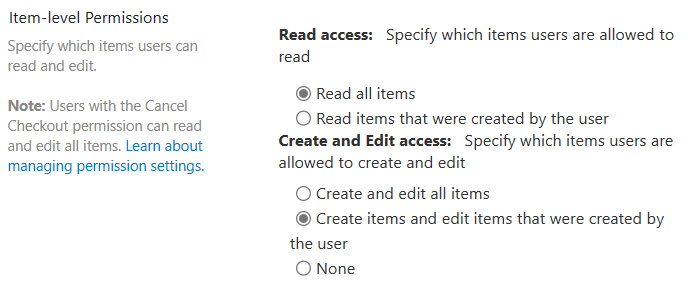 Item-level Permissions
Specify which items users can
read and edit.
Note: Users with the Cancel
Checkout permission can read
and edit all items. Learn about
managing permission settings.
Read access: Specify which items users are allowed to
read
Read all items
Read items that were created by the user
Create and Edit access: Specify which items users are
allowed to create and edit
Create and edit all items
Create items and edit items that were created by
the user
None